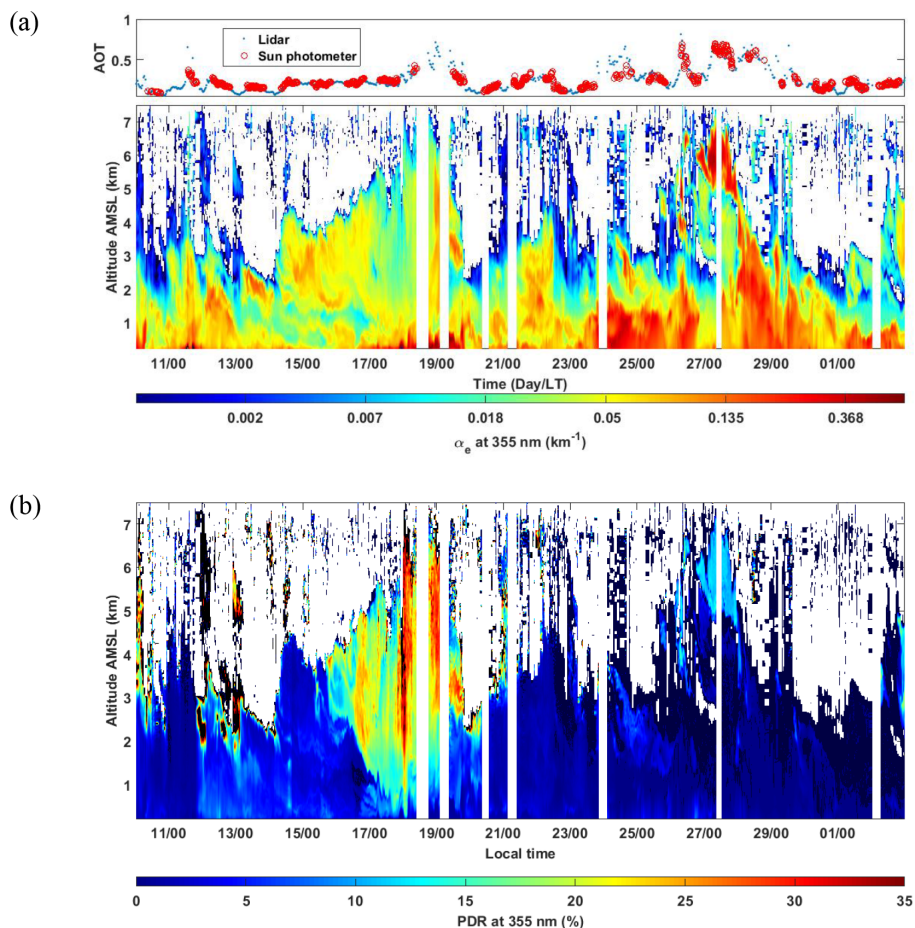 (a)
1
0.5
AOT
Lidar
Sun photometer
7
6
5
4
3
2
1
Altitude AMSL (km)
11/00 13/00 15/00 17/00 19/00 21/00 23/00 25/00 27/00 29/00 01/00
Time (Day/LT)
0.002 0.007 0.018 0.05 0.135 0.368
αe at 355 nm (km-1)
(b)
7
6
5
4
3
2
1
Altitude AMSL (km)
11/00 13/00 15/00 17/00 19/00 21/00 23/00 25/00 27/00 29/00 01/00
Local time
0 5 10 15 20 25 30 35
PDR at 355 nm (%)